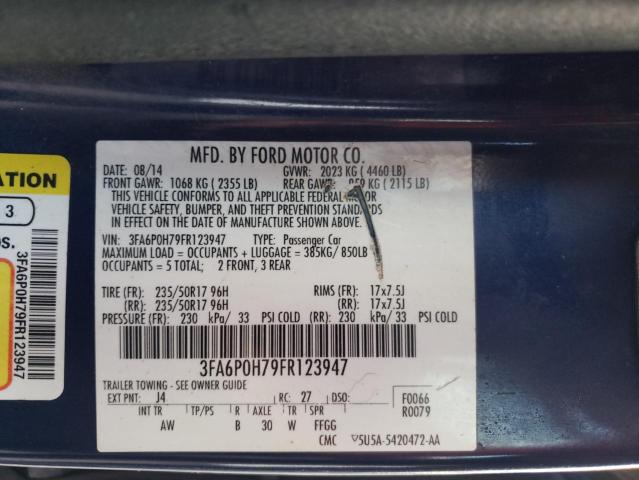 ATION
3
OS.
3FA6P0H79FR123947
MFD. BY FORD MOTOR CO.
DATE: 08/14 GVWR: 2023 KG ( 4460 LB)
FRONT GAWR: 1068 KG ( 2355 LB) REAR GAWR: 959 KG ( 2115 LB)
THIS VEHICLE CONFORMS TO ALL APPLICABLE FEDERAL MOTOR
VEHICLE SAFETY, BUMPER, AND THEFT PREVENTION STANDARDS
IN EFFECT ON THE DATE OF MANUFACTURE SHOWN ABOVE.
VIN: 3FA6P0H79FR123947 TYPE: Passenger Car
MAXIMUM LOAD = OCCUPANTS + LUGGAGE = 385KG/ 850LB
OCCUPANTS = 5 TOTAL; 2 FRONT, 3 REAR
TIRE (FR): 235/50R17 96H RIMS (FR): 17x7.5J
(RR): 235/50R17 96H (RR): 17x7.5J
PRESSURE (FR): 230 kPa/ 33 PSI COLD (RR): 230 kPa/ 33 PSI COLD
3FA6P0H79FR123947
TRAILER TOWING - SEE OWNER GUIDE
EXT PNT: J4 RC: 27 DSO: F0066
INT TR TP/PS R AXLE TR SPR R0079
AW B 30 W FFGG
CMC ▽5U5A-5420472-AA